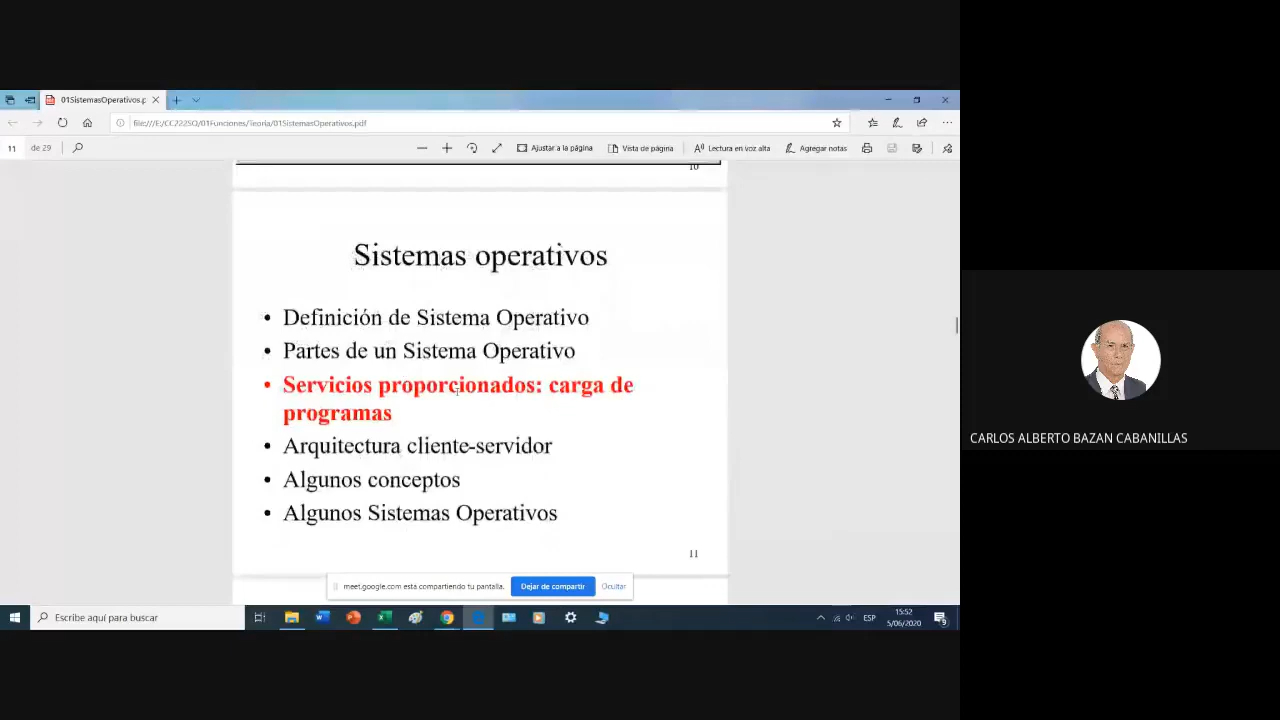 01SistemasOperativos.p
file:///E:/CC222SQ/01Funciones/Teoria/01SistemasOperativos.pdf
11 de 29
Ajustar a la página
Vista de página
Lectura en voz alta
Agregar notas
10
Sistemas operativos
• Definición de Sistema Operativo
• Partes de un Sistema Operativo
• Servicios proporcionados: carga de
programas
• Arquitectura cliente-servidor
• Algunos conceptos
• Algunos Sistemas Operativos
11
meet.google.com está compartiendo tu pantalla.
Dejar de compartir
Ocultar
CARLOS ALBERTO BAZAN CABANILLAS
Escribe aquí para buscar
ESP
15:52
5/06/2020